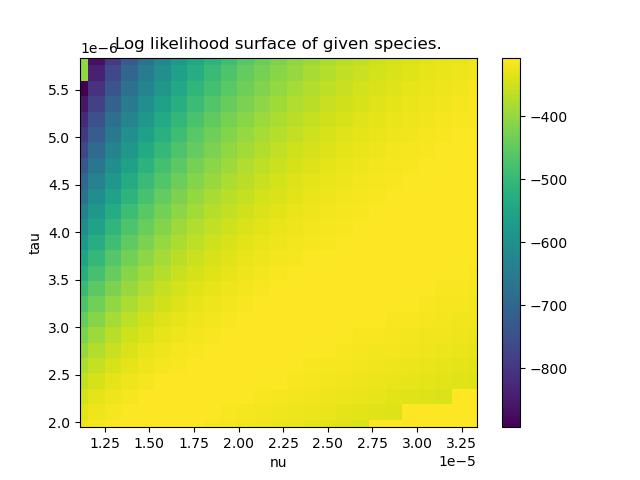 Log likelihood surface of given species.
1e−6
5.5
5.0
4.5
4.0
3.5
3.0
2.5
2.0
tau
1.25 1.50 1.75 2.00 2.25 2.50 2.75 3.00 3.25
1e−5
nu
−400
−500
−600
−700
−800